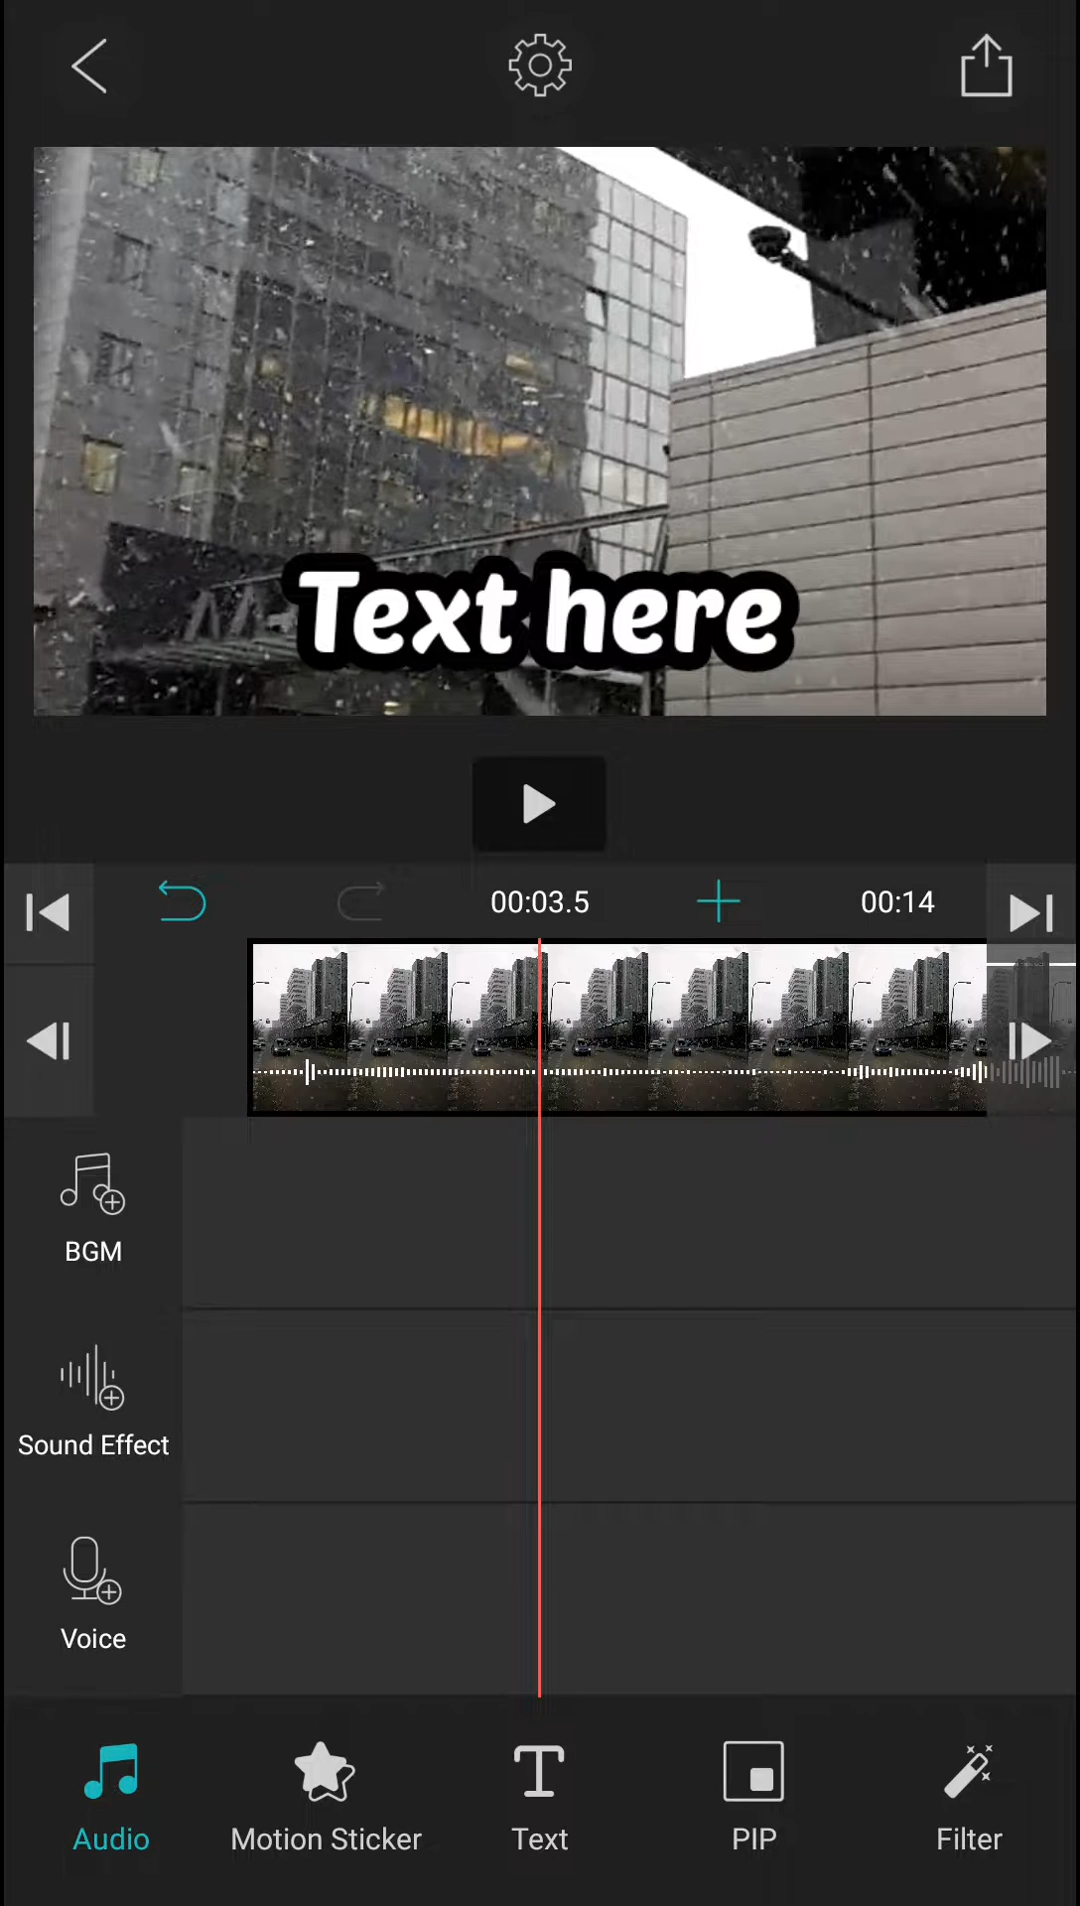 Text here
00:03.5
00:14
BGM
Sound Effect
Voice
Audio
Motion Sticker
Text
PIP
Filter